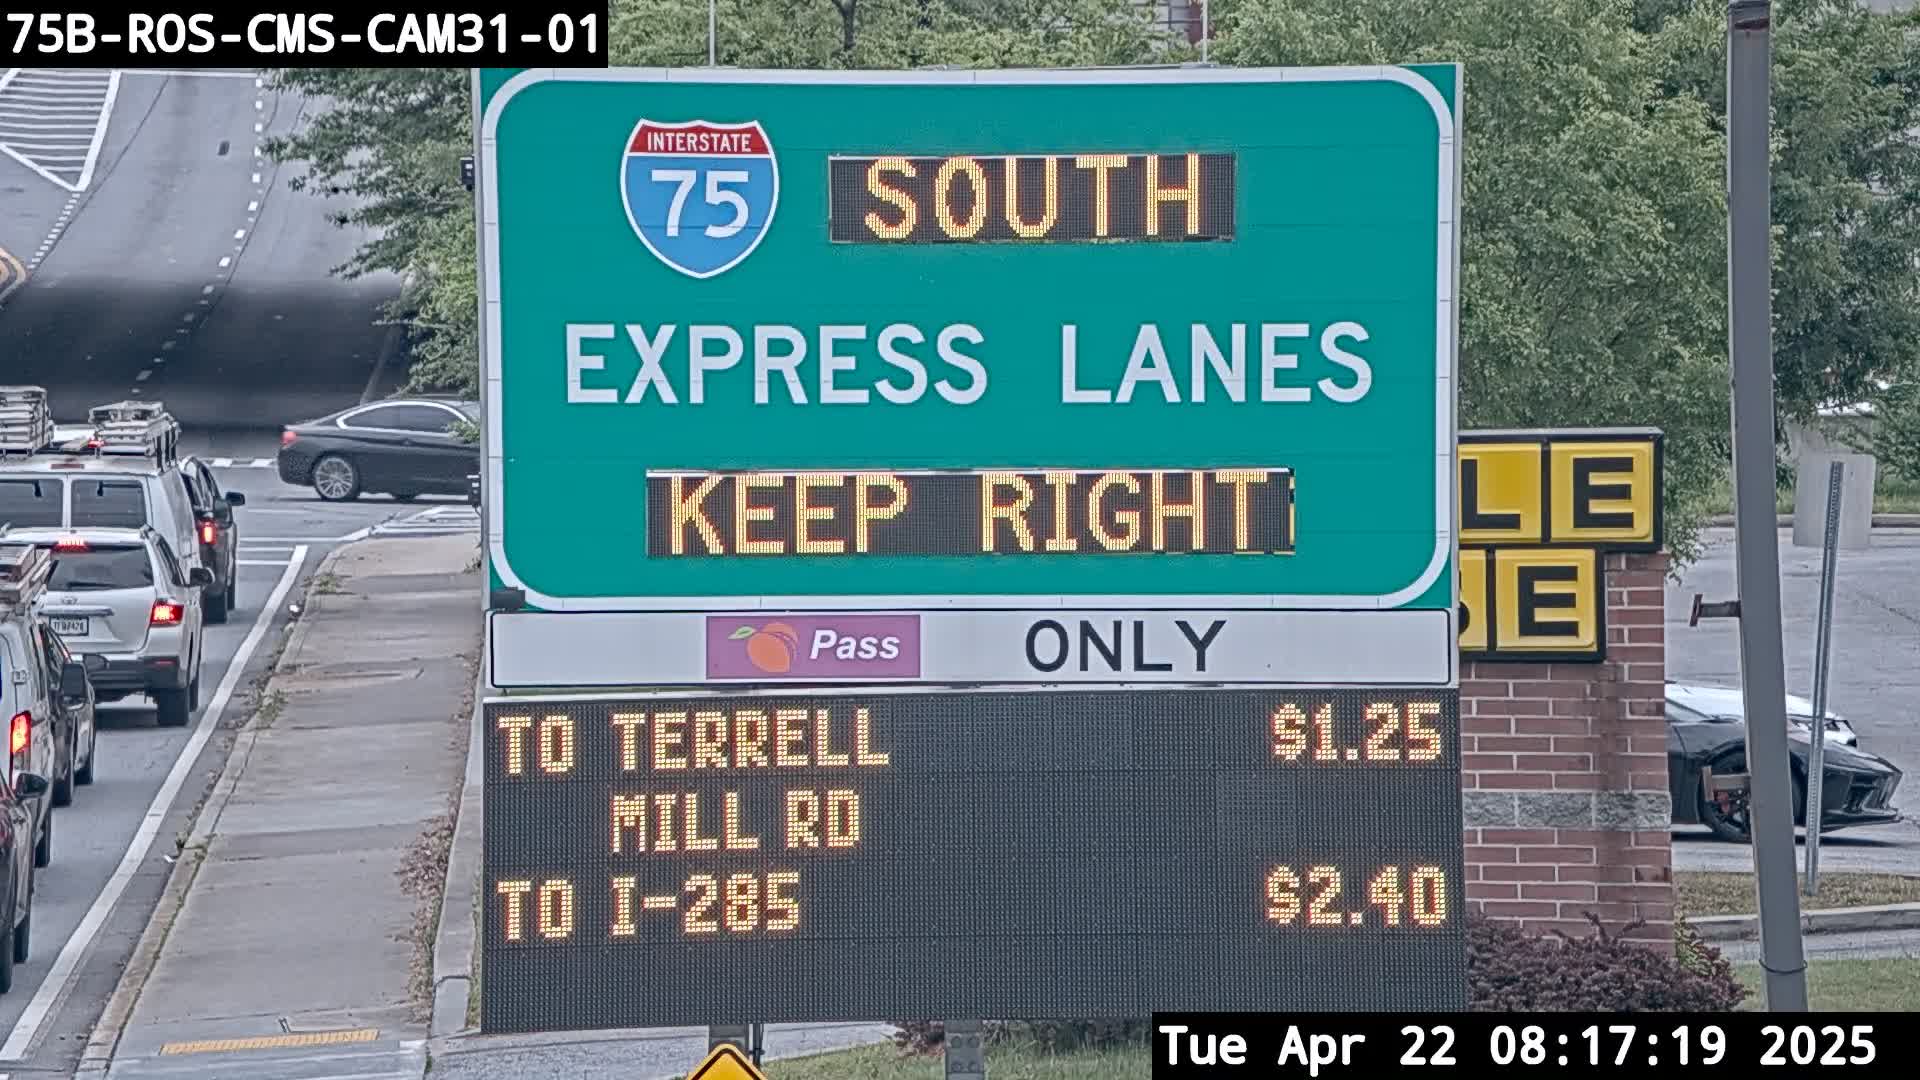 75B-ROS-CMS-CAM31-01
INTERSTATE
75
SOUTH
EXPRESS LANES
KEEP RIGHT
Pass ONLY
TO TERRELL $1.25
MILL RD
TO I-285 $2.40
LE
E
Tue Apr 22 08:17:19 2025